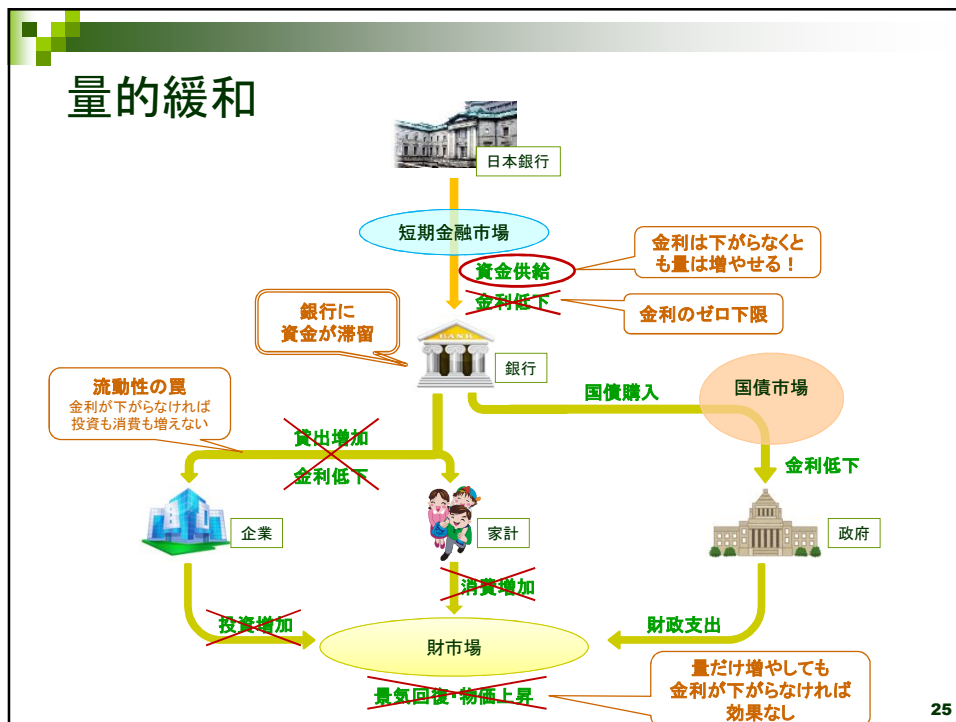 量的緩和
日本銀行
短期金融市場
資金供給
金利は下がらなくと
も量は増やせる！
金利低下
金利のゼロ下限
銀行に
資金が滞留
BANK
銀行
国債購入
国債市場
流動性の罠
金利が下がらなければ
投資も消費も増えない
貸出増加
金利低下
金利低下
企業
家計
政府
消費増加
投資増加
財政支出
財市場
景気回復・物価上昇
量だけ増やしても
金利が下がらなければ
効果なし
25